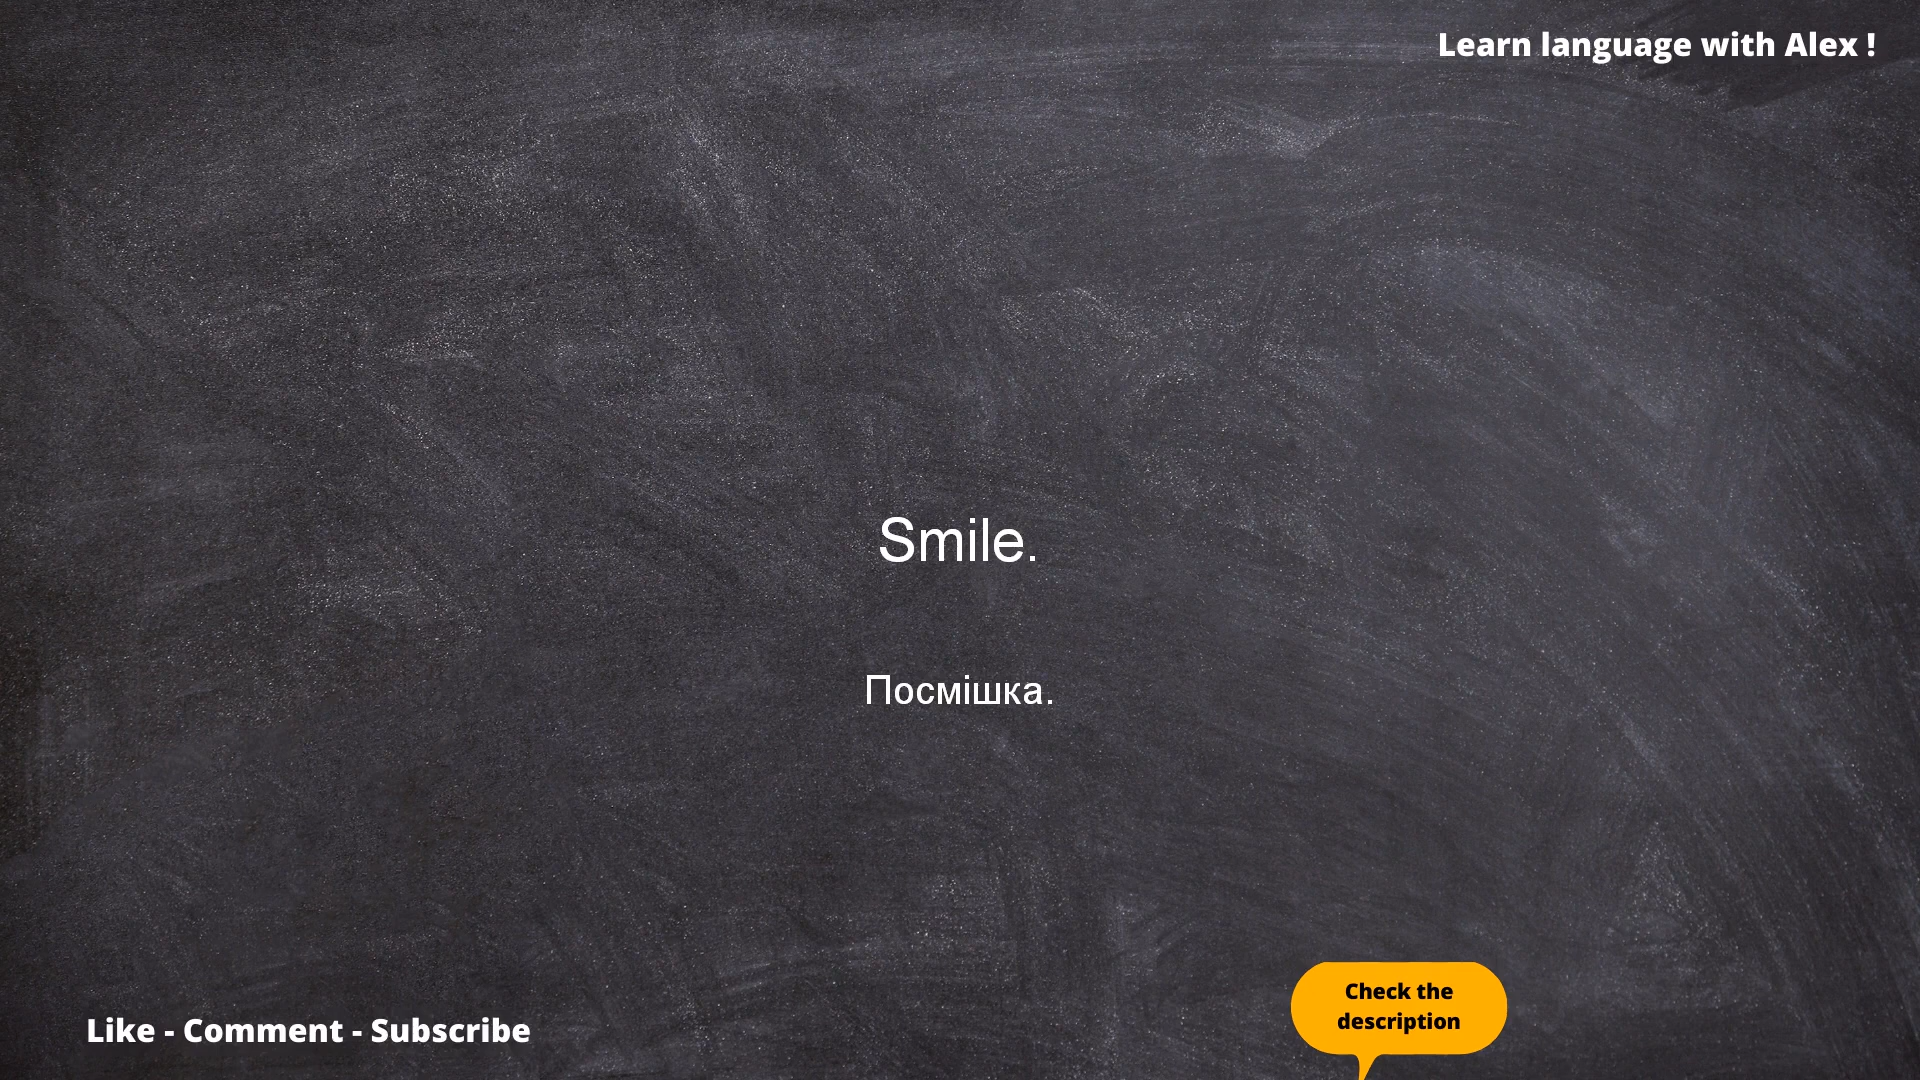 Learn language with Alex !
Smile.
Посмішка.
Check the
description
Like - Comment - Subscribe